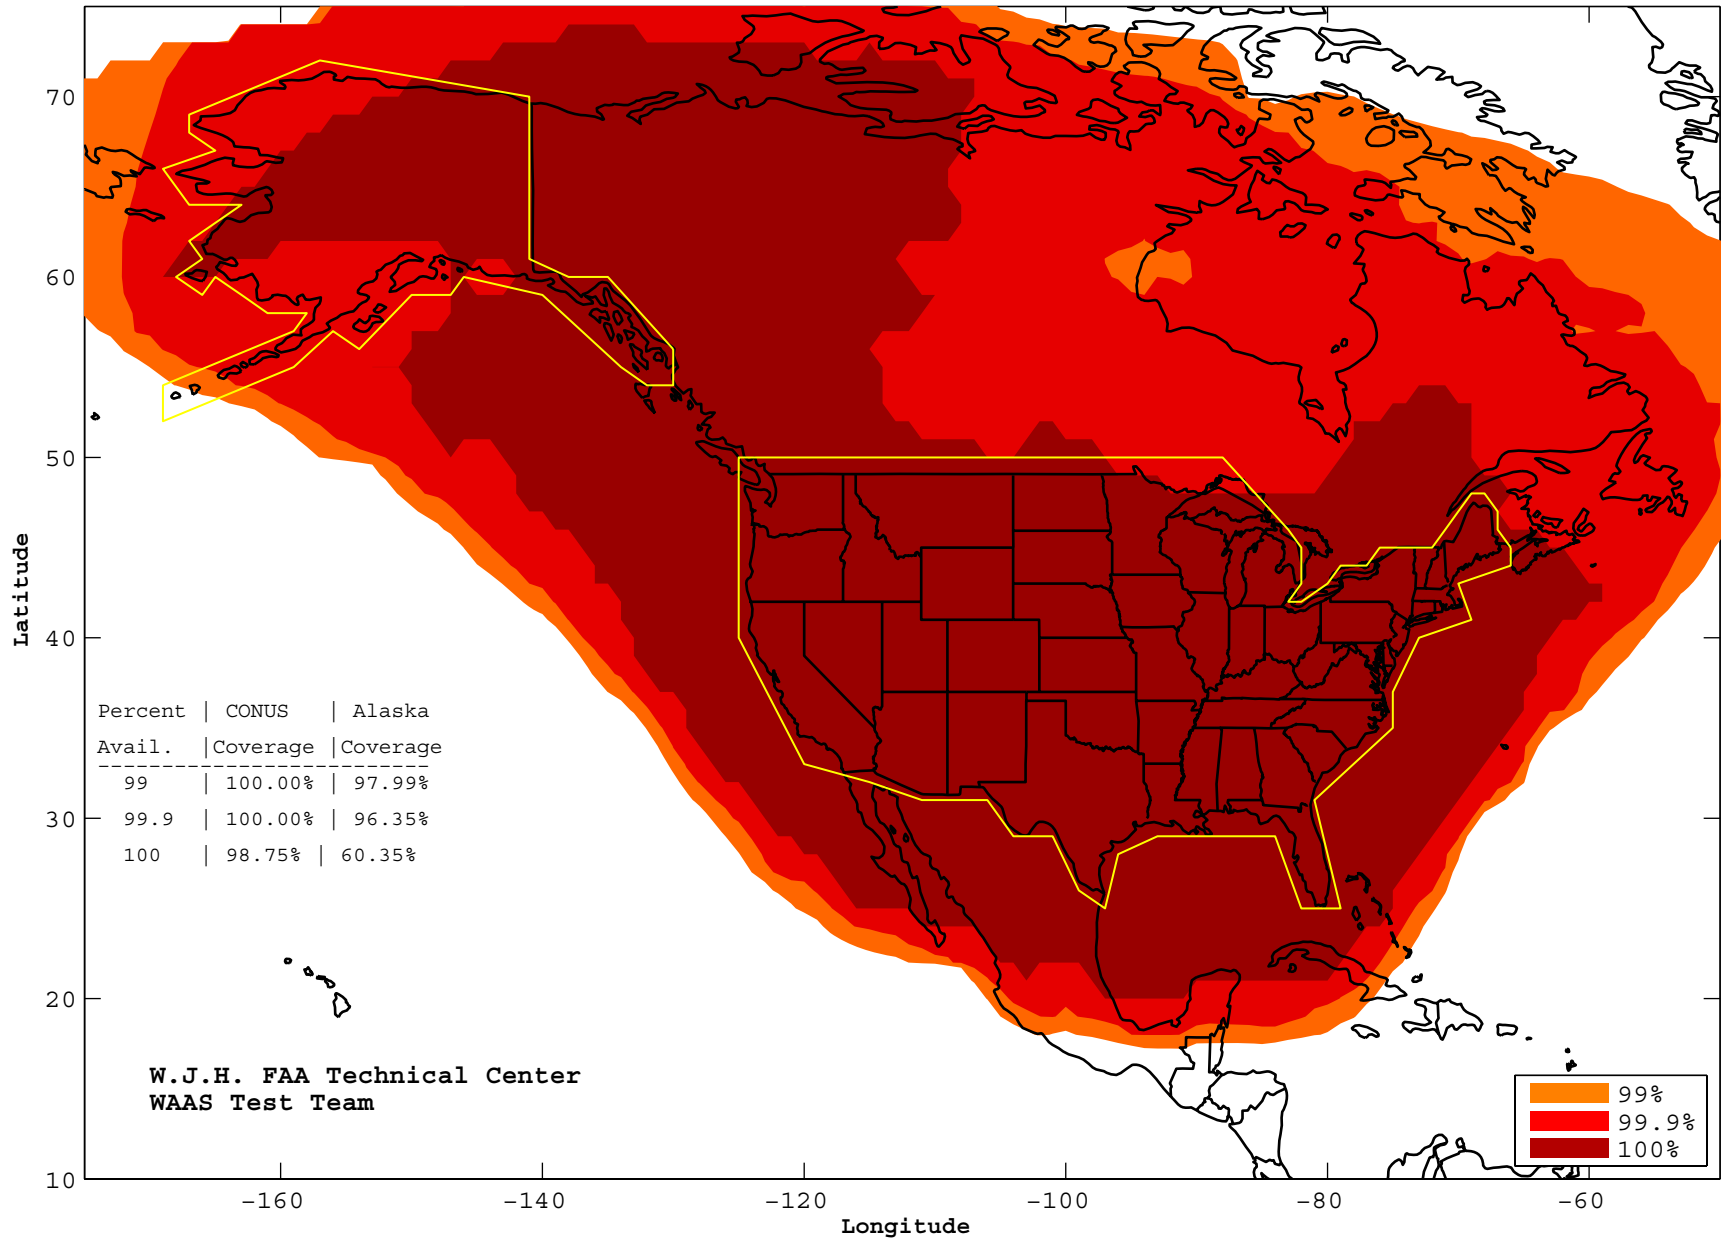 70
60
50
40
30
20
10
Latitude
Percent | CONUS | Alaska
Avail. |Coverage |Coverage
--------------------------
99 | 100.00% | 97.99%
99.9 | 100.00% | 96.35%
100 | 98.75% | 60.35%
W.J.H. FAA Technical Center
WAAS Test Team
99%
99.9%
100%
-160 -140 -120 -100 -80 -60
Longitude